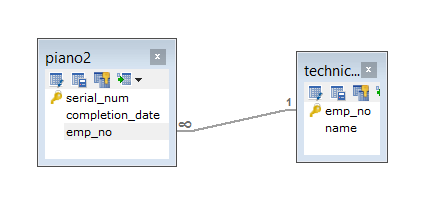 piano2
serial_num
completion_date
emp_no
∞
1
technic...
emp_no
name